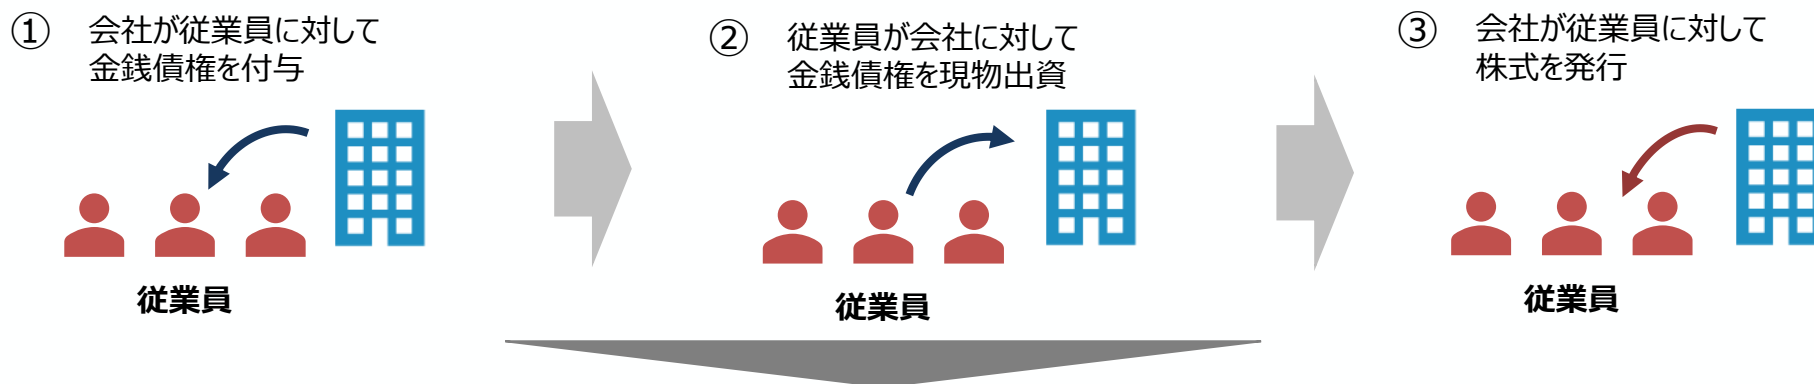 ①
会社が従業員に対して
金銭債権を付与
従業員
②
従業員が会社に対して
金銭債権を現物出資
従業員
③
会社が従業員に対して
株式を発行
従業員